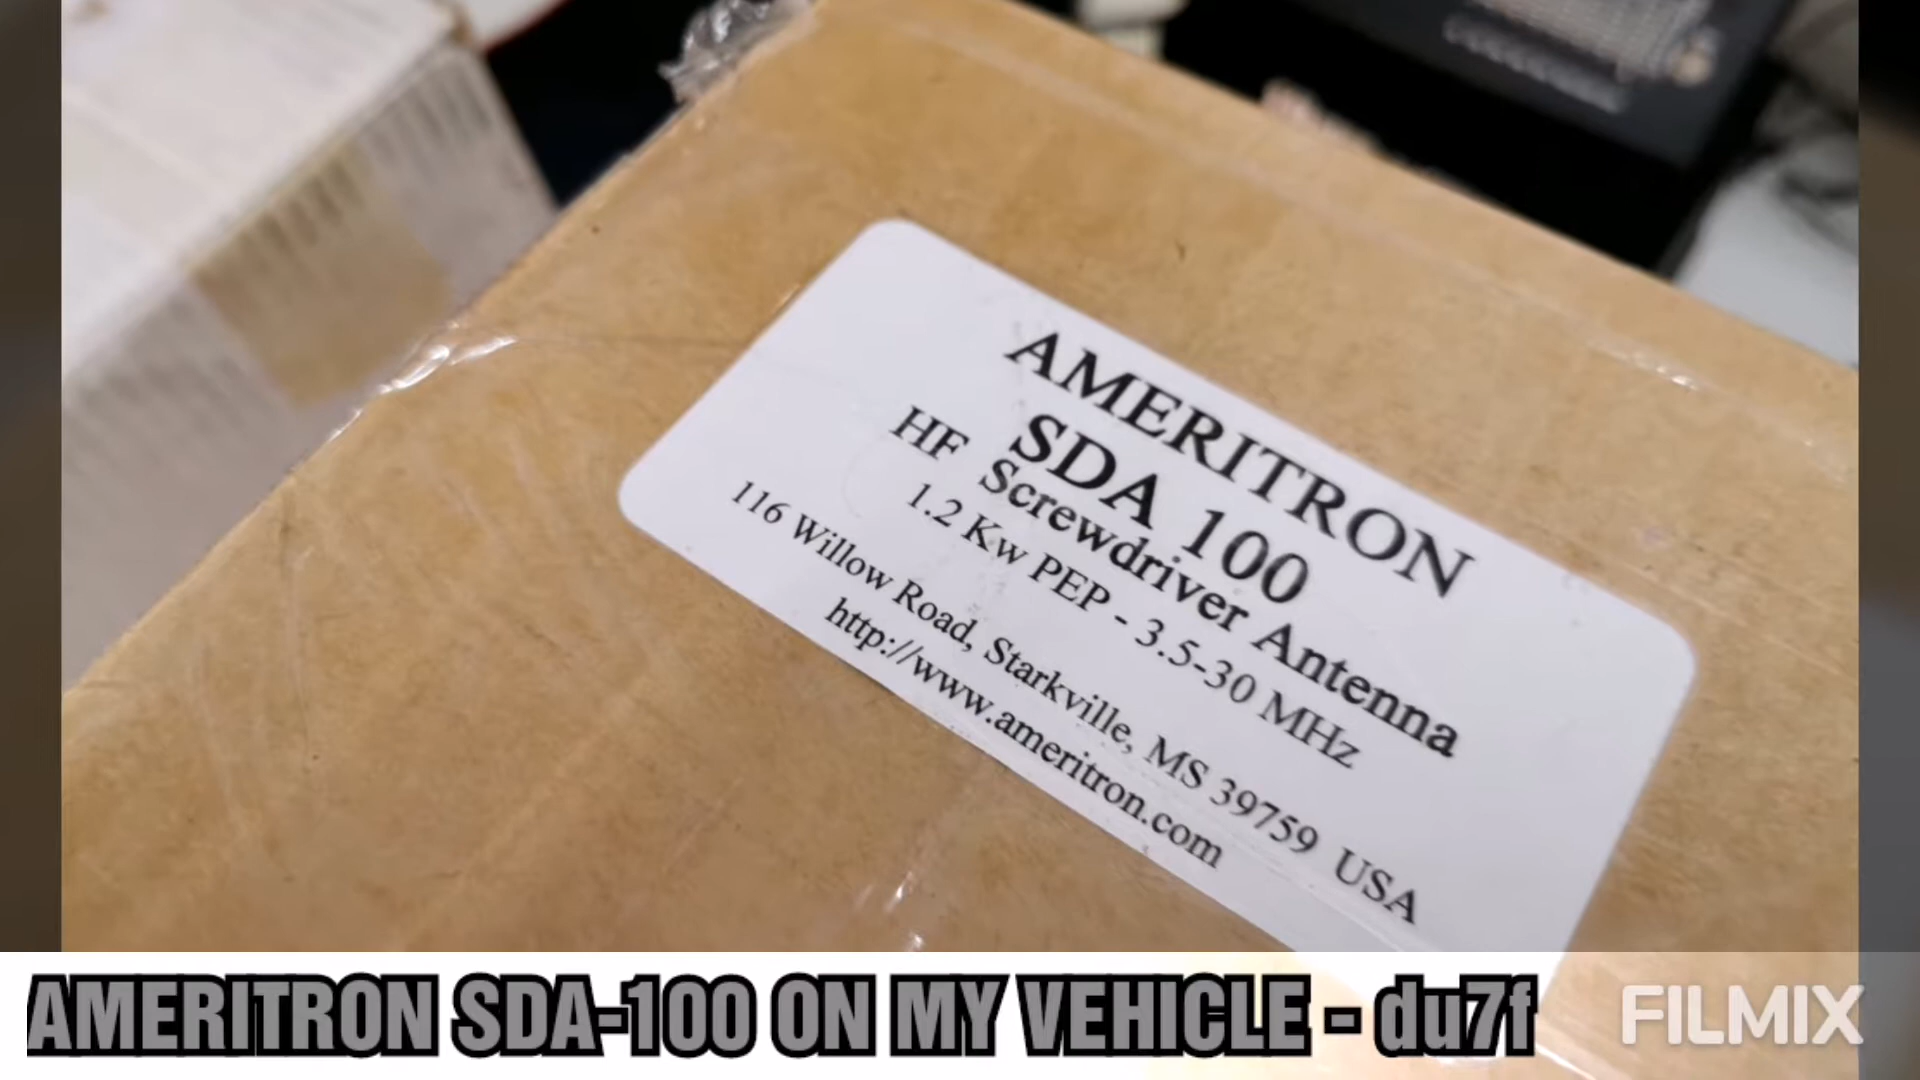 AMERITRON
SDA 100
HF Screwdriver Antenna
1.2 Kw PEP - 3.5-30 MHz
116 Willow Road, Starkville, MS 39759 USA
http://www.ameritron.com
AMERITRON SDA-100 ON MY VEHICLE - du7f
FILMIX